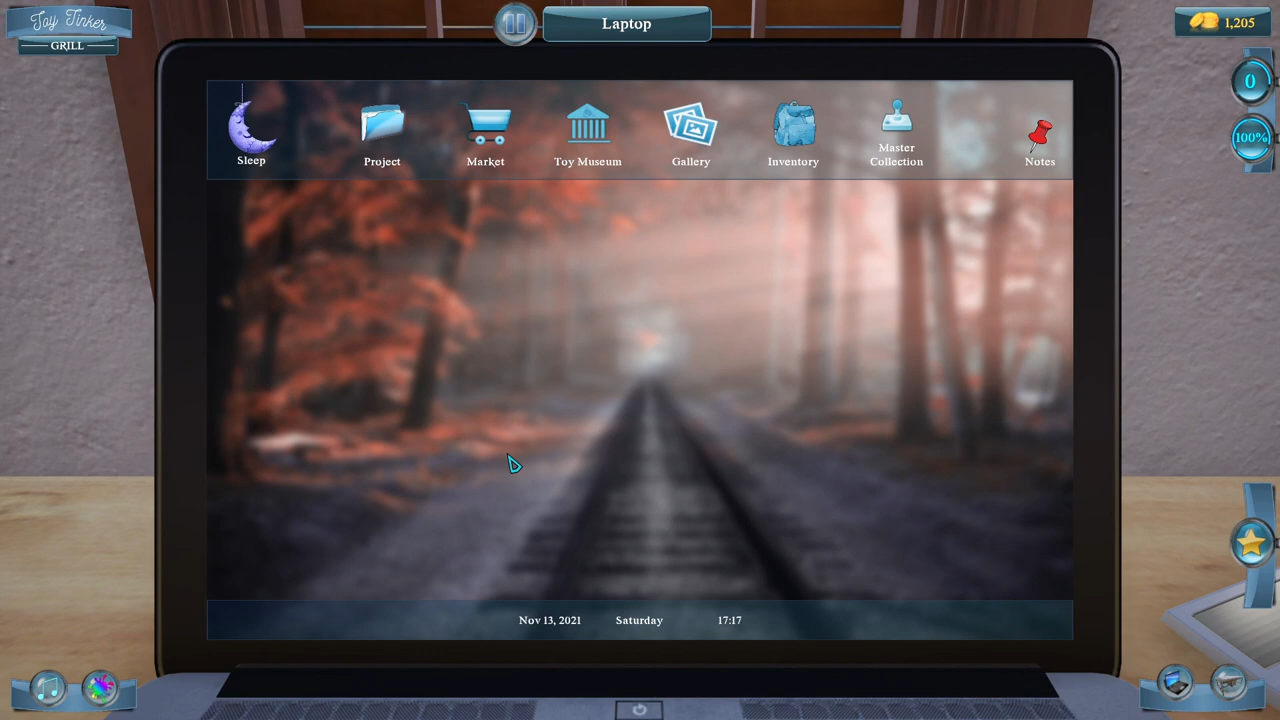 Toy Tinker
GRILL
Laptop
1,205
0
100%
Sleep
Project
Market
Toy Museum
Gallery
Inventory
Master
Collection
Notes
Nov 13, 2021 Saturday 17:17